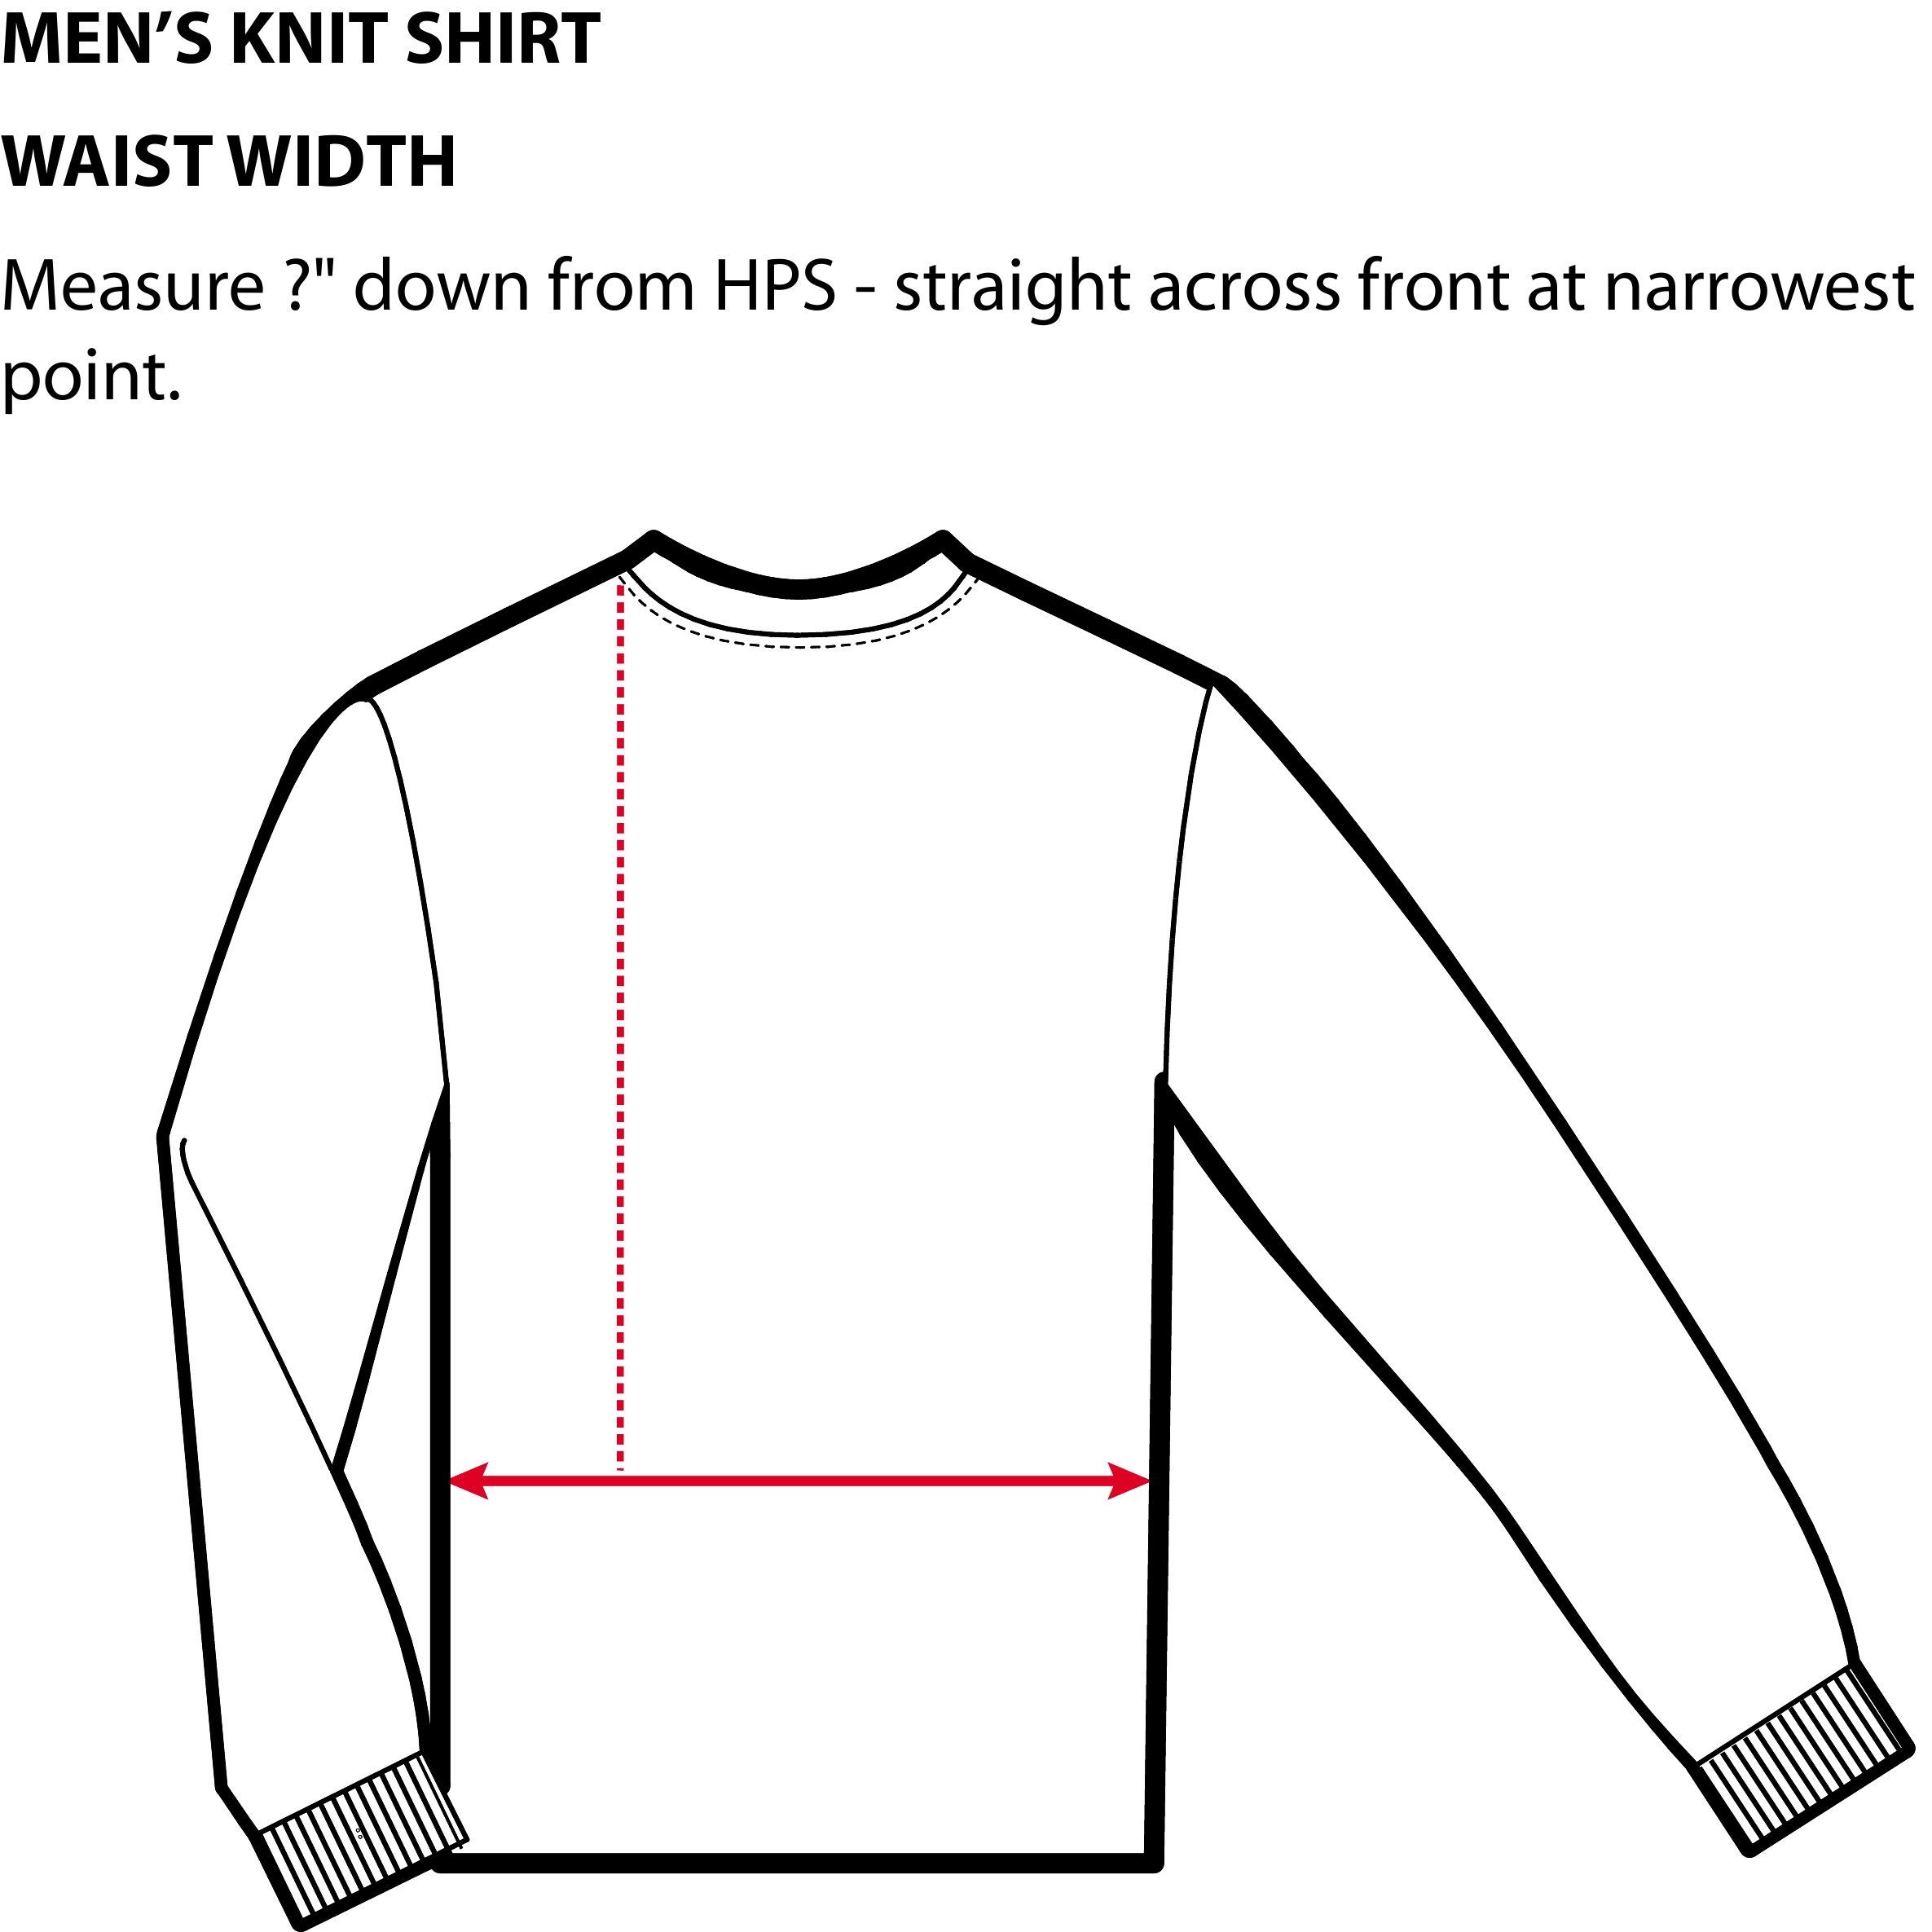 MEN’S KNIT SHIRT
WAIST WIDTH
Measure ?" down from HPS - straight across front at narrowest
point.